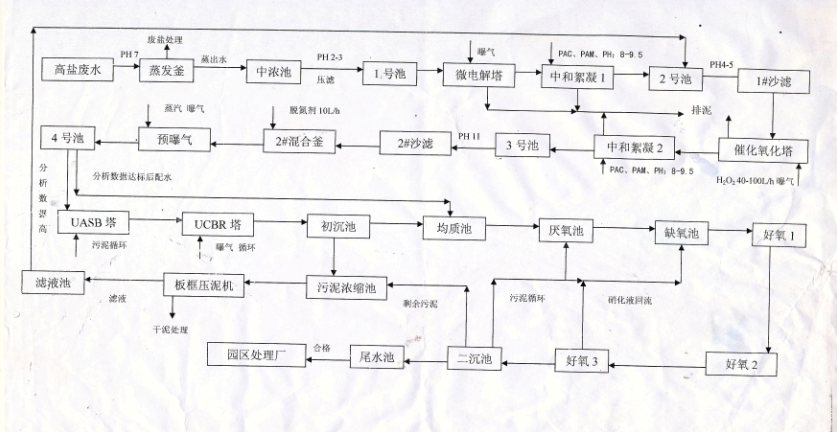 废盐处理
曝气
PAC、PAM、PH：8-9.5
PH 7
蒸出水
PH 2-3
PH4-5
高盐废水
蒸发釜
中浓池
压滤
1.号池
微电解塔
中和絮凝 1
2 号池
1#沙滤
排泥
蒸汽 曝气
脱氮剂 10L/h
4 号池
预曝气
2#混合釜
2#沙滤
PH 11
3 号池
中和絮凝 2
催化氧化塔
PAC、PAM、PH：8-9.5
H₂O₂ 40-100L/h 曝气
分析数据高
分析数据达标后配水
UASB 塔
UCBR 塔
初沉池
均质池
厌氧池
缺氧池
好氧 1
污泥循环
曝气 循环
滤液池
滤液
板框压泥机
污泥浓缩池
剩余污泥
污泥循环
硝化液回流
干泥处理
园区处理厂
合格
尾水池
二沉池
好氧 3
好氧 2